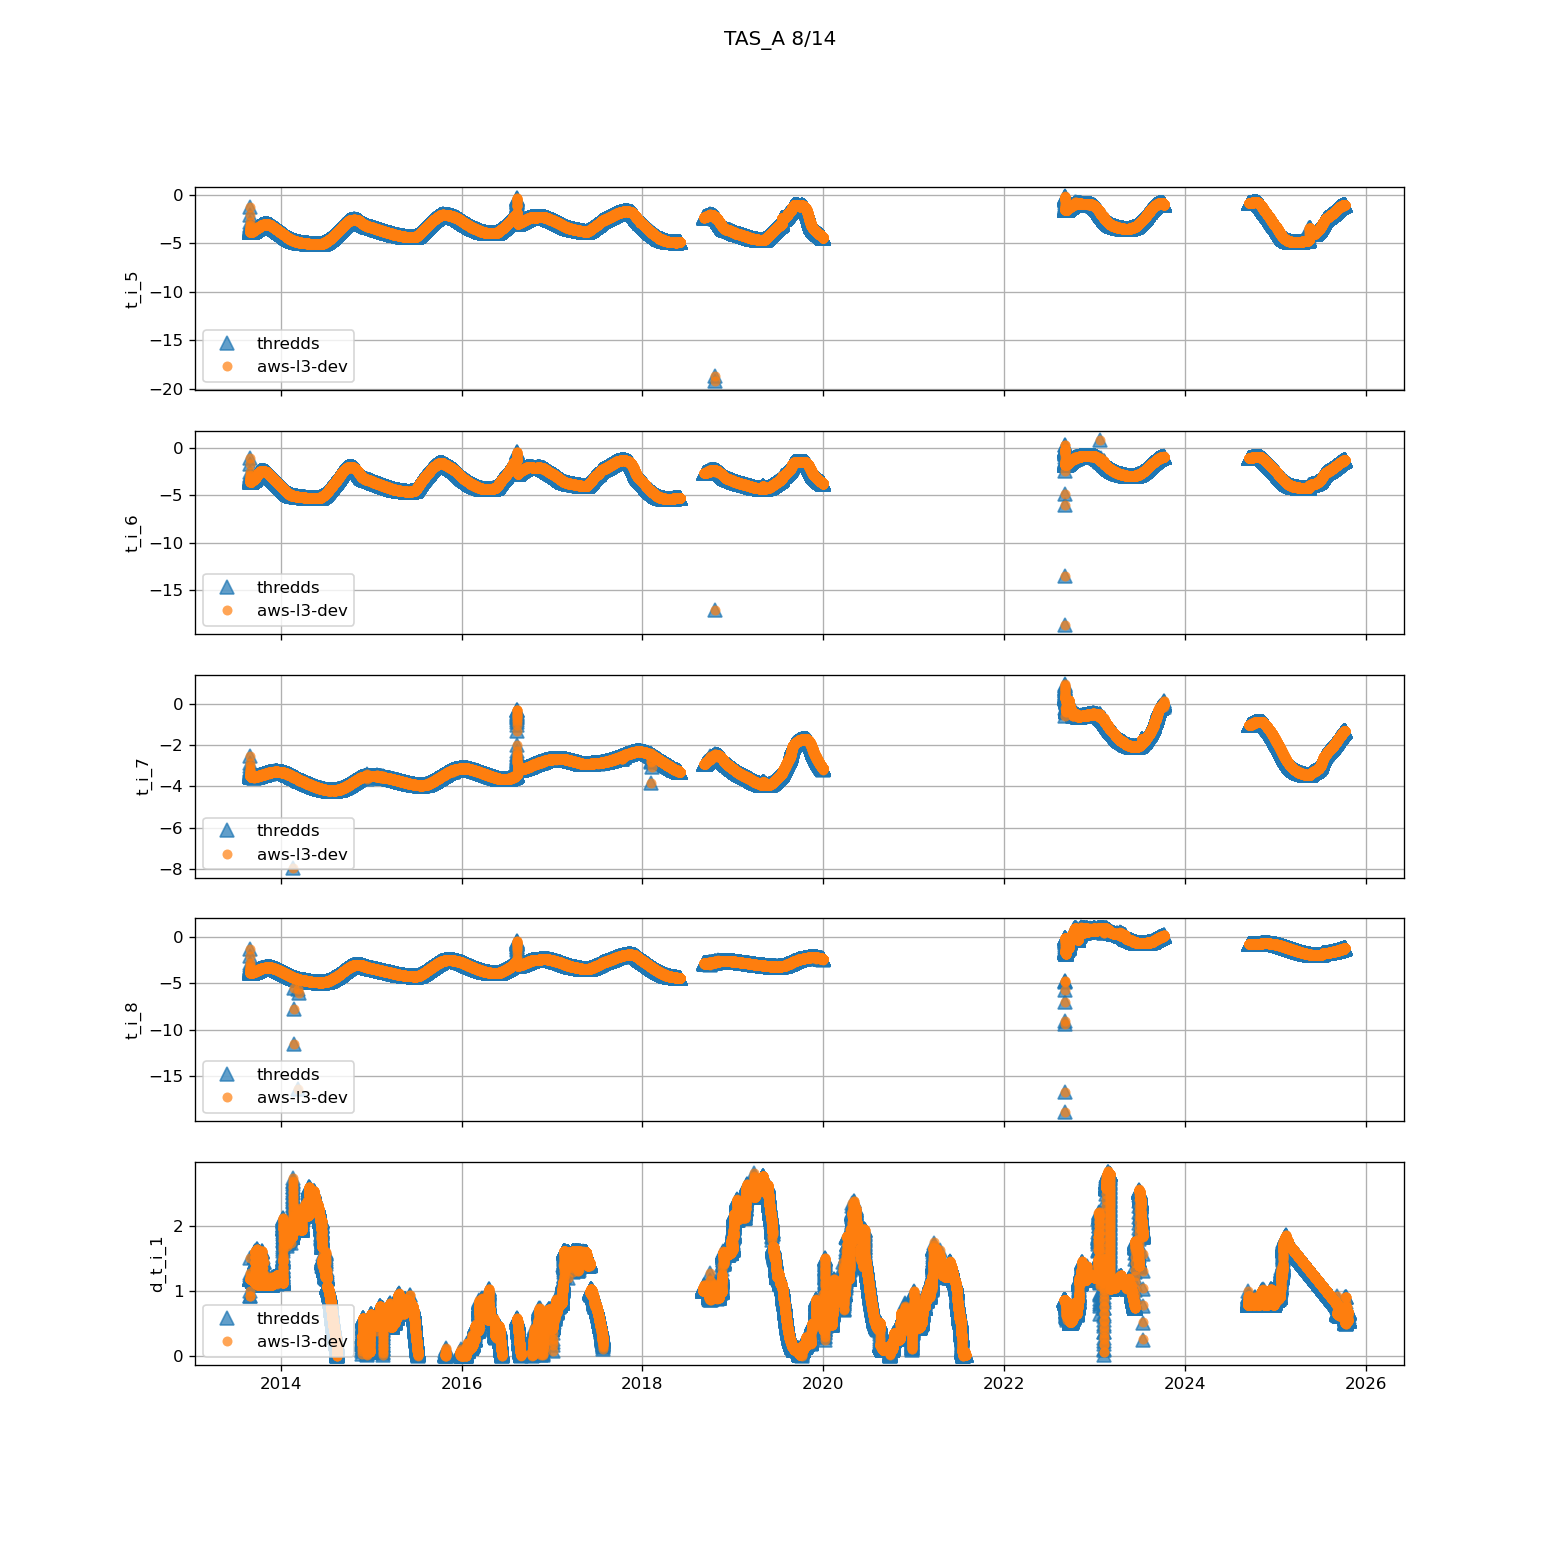 TAS_A 8/14
0
−5
−10
−15
−20
t_i_5
thredds
aws-l3-dev
0
−5
−10
−15
t_i_6
thredds
aws-l3-dev
0
−2
−4
−6
−8
t_i_7
thredds
aws-l3-dev
0
−5
−10
−15
t_i_8
thredds
aws-l3-dev
2
1
0
d_t_i_1
thredds
aws-l3-dev
2014 2016 2018 2020 2022 2024 2026